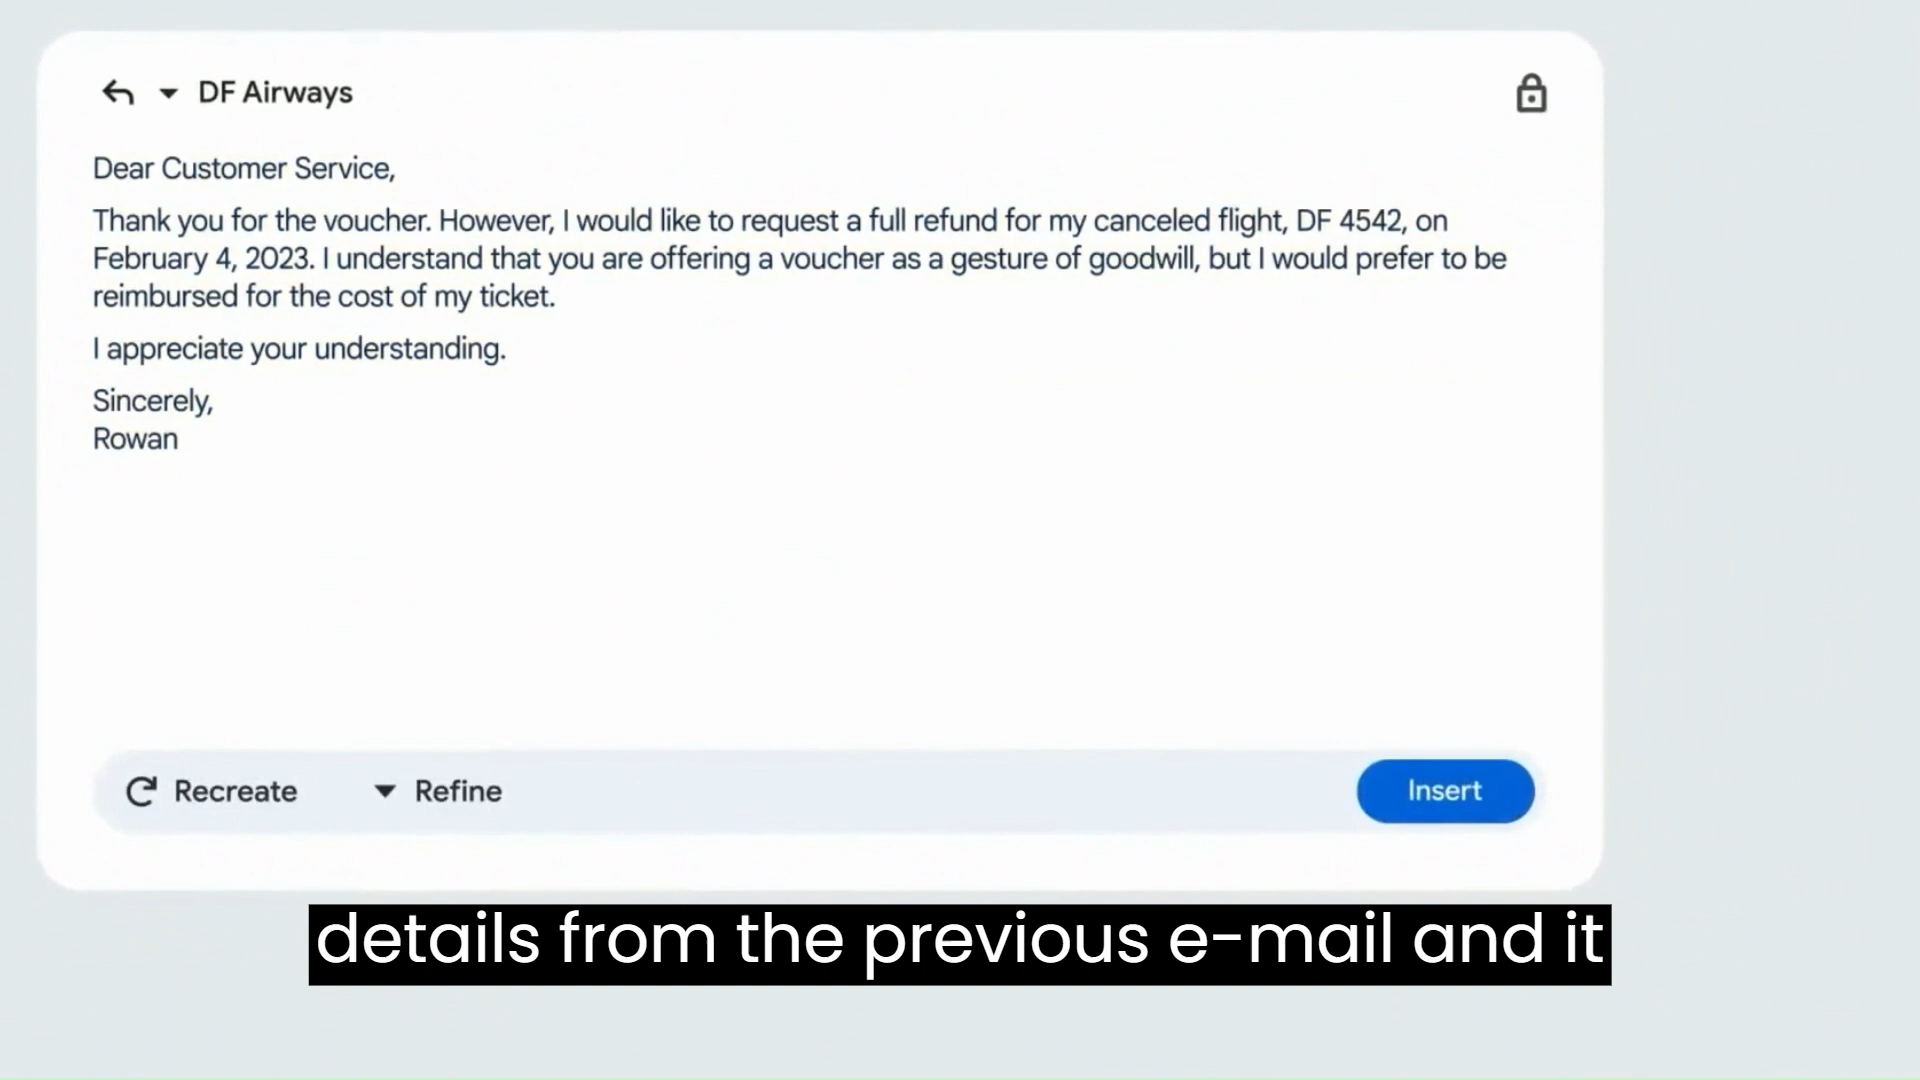 DF Airways
Dear Customer Service,
Thank you for the voucher. However, I would like to request a full refund for my canceled flight, DF 4542, on
February 4, 2023. I understand that you are offering a voucher as a gesture of goodwill, but I would prefer to be
reimbursed for the cost of my ticket.
I appreciate your understanding.
Sincerely,
Rowan
Recreate
Refine
Insert
details from the previous e-mail and it